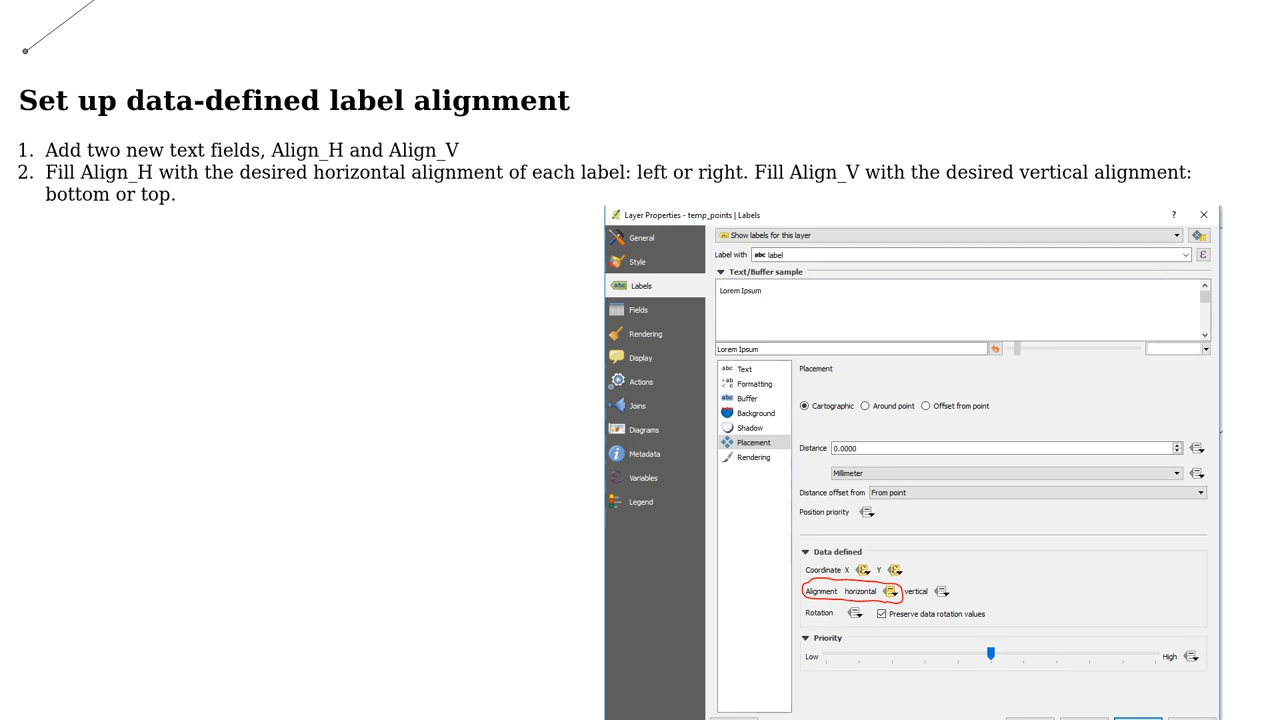 Set up data-defined label alignment
1. Add two new text fields, Align_H and Align_V
2. Fill Align_H with the desired horizontal alignment of each label: left or right. Fill Align_V with the desired vertical alignment:
bottom or top.
Layer Properties - temp_points | Labels
General
Style
Labels
Fields
Rendering
Display
Actions
Joins
Diagrams
Metadata
Variables
Legend
Show labels for this layer
Label with abc label
Text/Buffer sample
Lorem Ipsum
Lorem Ipsum
Text
Formatting
Buffer
Background
Shadow
Placement
Rendering
Placement
Cartographic Around point Offset from point
Distance 0.0000
Millimeter
Distance offset from From point
Position priority
Data defined
Coordinate X Y
Alignment horizontal vertical
Rotation Preserve data rotation values
Priority
Low High